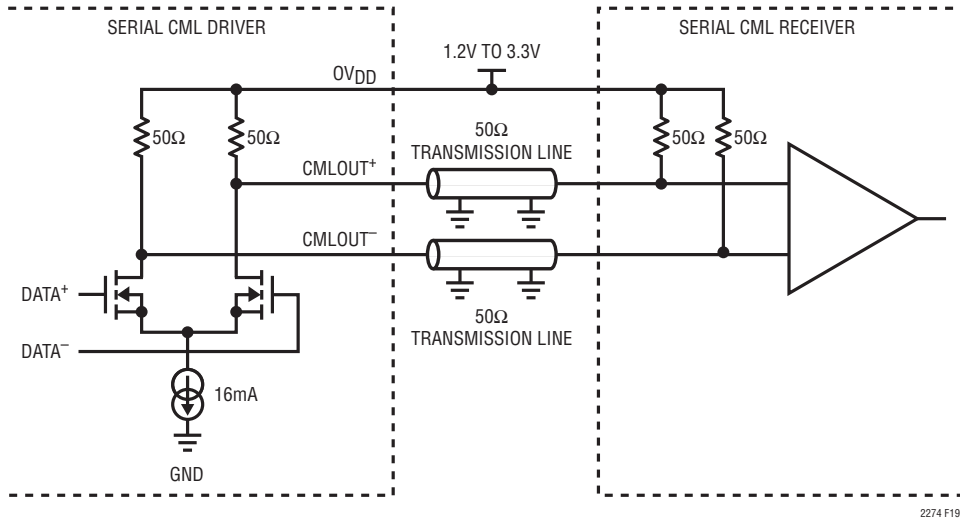 SERIAL CML DRIVER
SERIAL CML RECEIVER
1.2V TO 3.3V
OVDD
50Ω
50Ω
50Ω
TRANSMISSION LINE
50Ω
50Ω
CMLOUT+
CMLOUT–
DATA+
DATA–
50Ω
TRANSMISSION LINE
16mA
GND
2274 F19